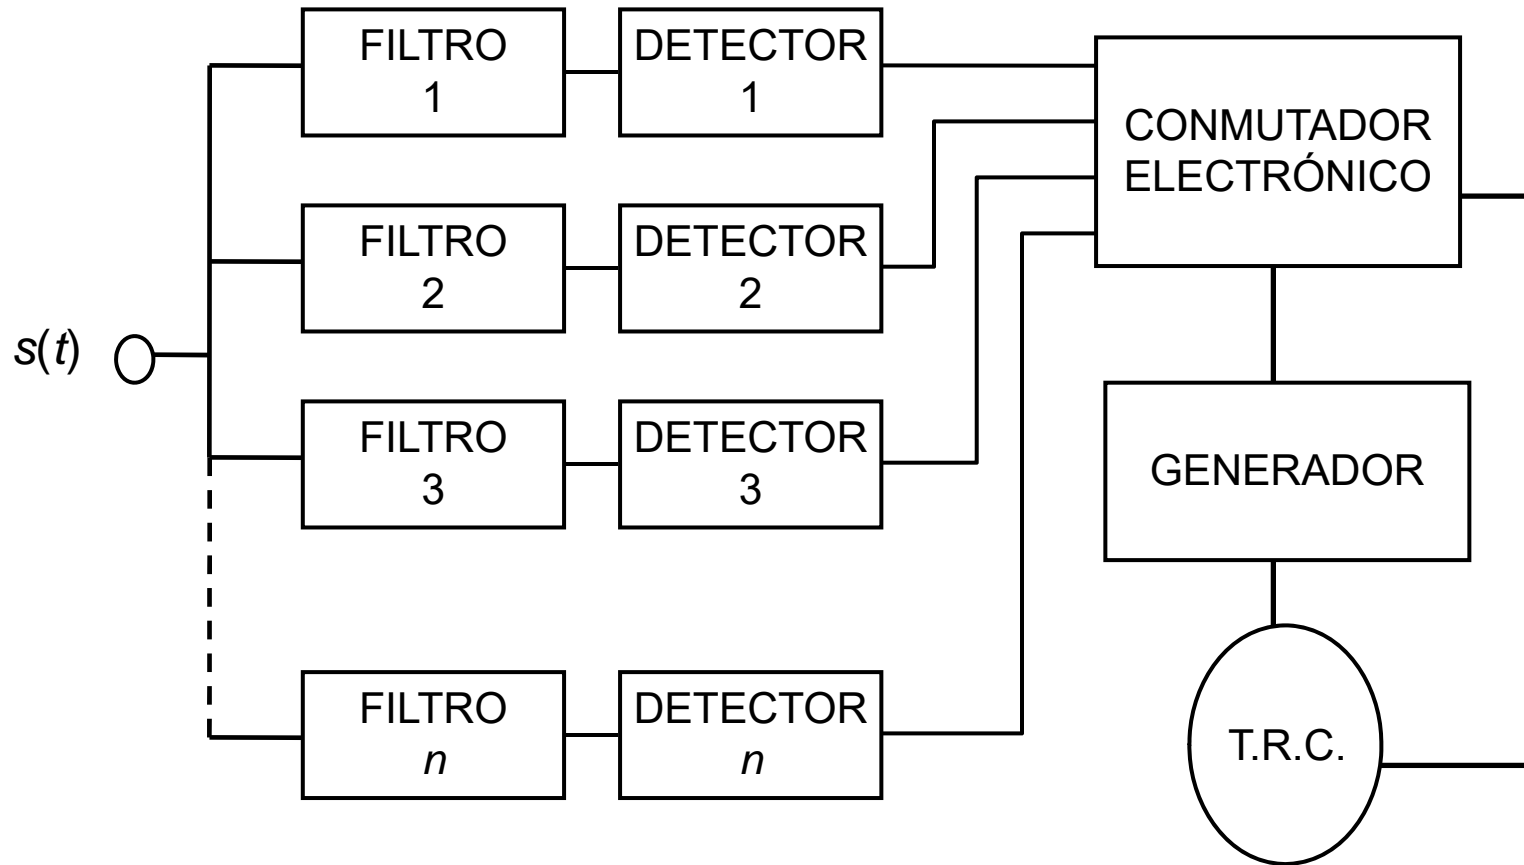 FILTRO
1
DETECTOR
1
CONMUTADOR
ELECTRÓNICO
FILTRO
2
DETECTOR
2
s(t)
FILTRO
3
DETECTOR
3
GENERADOR
FILTRO
n
DETECTOR
n
T.R.C.